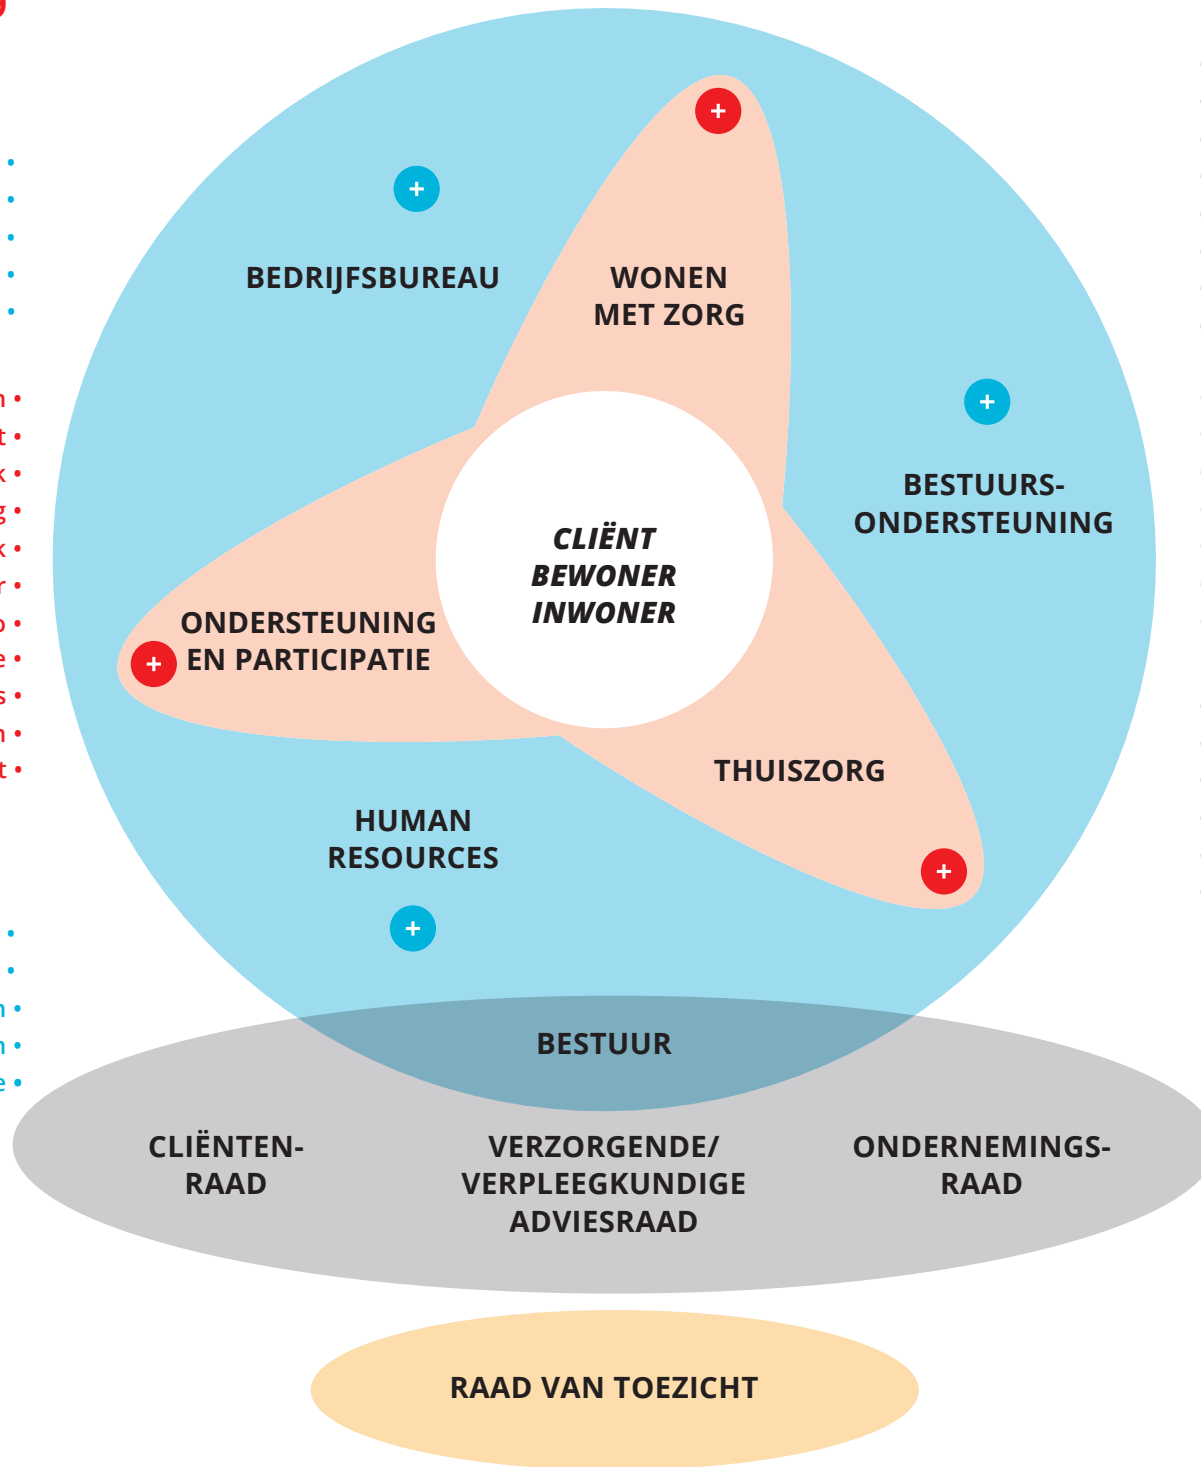 BEDRIJFSBUREAU
WONEN
MET ZORG
BESTUURS-
ONDERSTEUNING
CLIËNT
BEWONER
INWONER
ONDERSTEUNING
EN PARTICIPATIE
THUISZORG
HUMAN
RESOURCES
BESTUUR
CLIËNTEN-
RAAD
VERZORGENDE/
VERPLEEGKUNDIGE
ADVIESRAAD
ONDERNEMINGS-
RAAD
RAAD VAN TOEZICHT